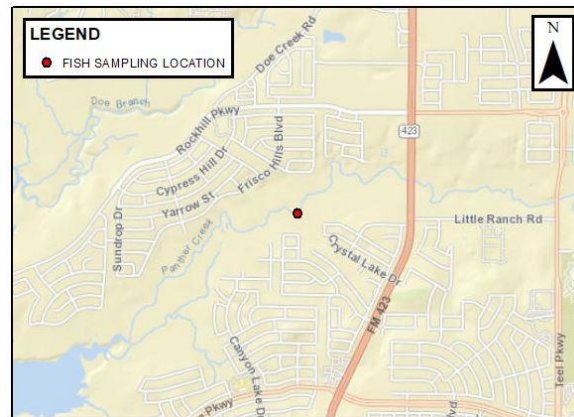 LEGEND
FISH SAMPLING LOCATION
N
Doe Creek Rd
Doe Branch
Rockhill Pkwy
423
Cypress Hill Dr
Frisco Hills Blvd
Yarrow St
Sundrop Dr
Panther Creek
Little Ranch Rd
Crystal Lake Dr
FM 423
Canyon Lake Dr
Teel Pkwy
Pkwy